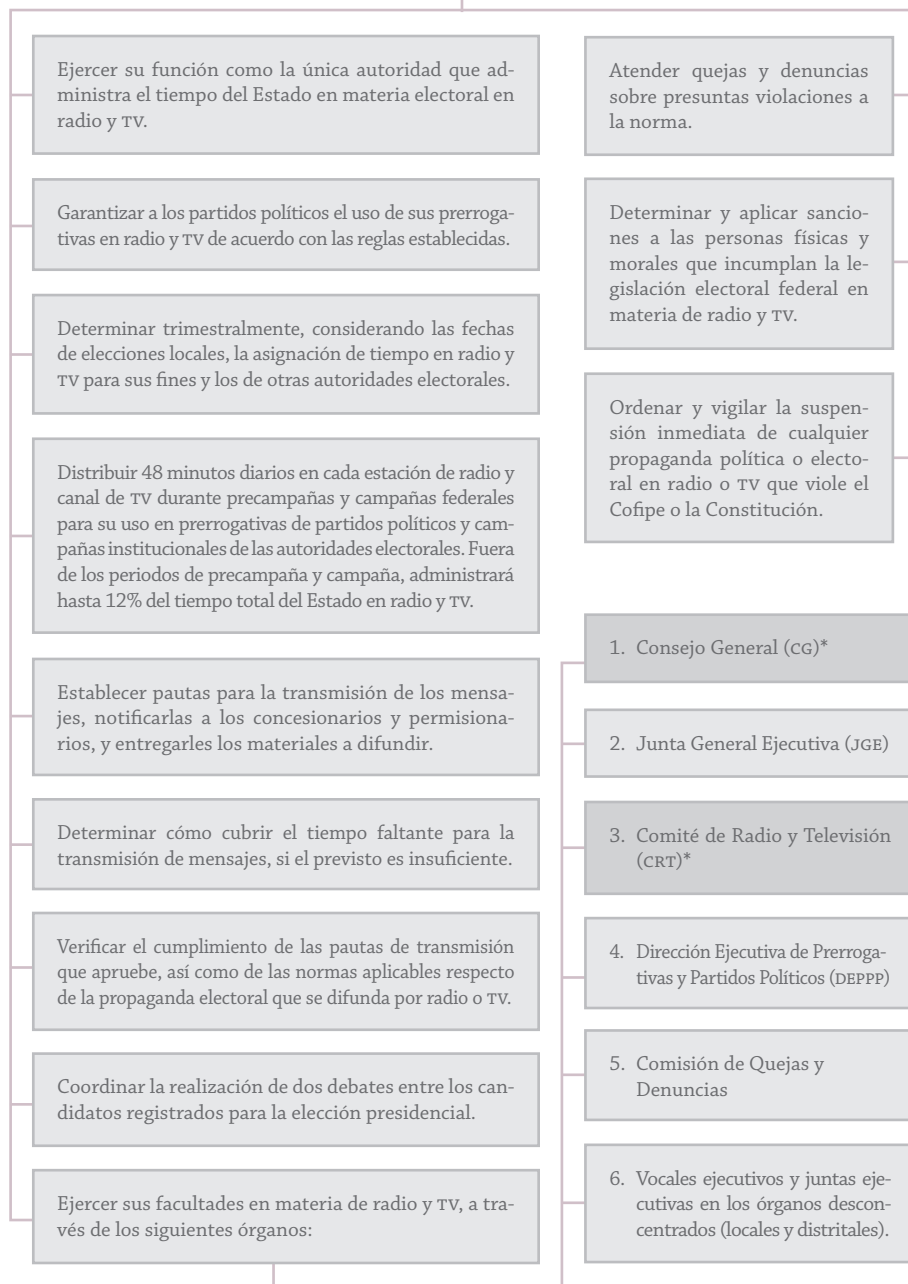 Ejercer su función como la única autoridad que ad-
ministra el tiempo del Estado en materia electoral en
radio y TV.
Garantizar a los partidos políticos el uso de sus prerroga-
tivas en radio y TV de acuerdo con las reglas establecidas.
Determinar trimestralmente, considerando las fechas
de elecciones locales, la asignación de tiempo en radio y
TV para sus fines y los de otras autoridades electorales.
Distribuir 48 minutos diarios en cada estación de radio y
canal de TV durante precampañas y campañas federales
para su uso en prerrogativas de partidos políticos y cam-
pañas institucionales de las autoridades electorales. Fuera
de los periodos de precampaña y campaña, administrará
hasta 12% del tiempo total del Estado en radio y TV.
Establecer pautas para la transmisión de los mensa-
jes, notificarlas a los concesionarios y permisiona-
rios, y entregarles los materiales a difundir.
Determinar cómo cubrir el tiempo faltante para la
transmisión de mensajes, si el previsto es insuficiente.
Verificar el cumplimiento de las pautas de transmisión
que apruebe, así como de las normas aplicables respecto
de la propaganda electoral que se difunda por radio o TV.
Coordinar la realización de dos debates entre los can-
didatos registrados para la elección presidencial.
Ejercer sus facultades en materia de radio y TV, a tra-
vés de los siguientes órganos:
Atender quejas y denuncias
sobre presuntas violaciones a
la norma.
Determinar y aplicar sancio-
nes a las personas físicas y
morales que incumplan la le-
gislación electoral federal en
materia de radio y TV.
Ordenar y vigilar la suspen-
sión inmediata de cualquier
propaganda política o electo-
ral en radio o TV que viole el
Cofipe o la Constitución.
1. Consejo General (CG)*
2. Junta General Ejecutiva (JGE)
3. Comité de Radio y Televisión
(CRT)*
4. Dirección Ejecutiva de Prerroga-
tivas y Partidos Políticos (DEPPP)
5. Comisión de Quejas y
Denuncias
6. Vocales ejecutivos y juntas eje-
cutivas en los órganos descon-
centrados (locales y distritales).